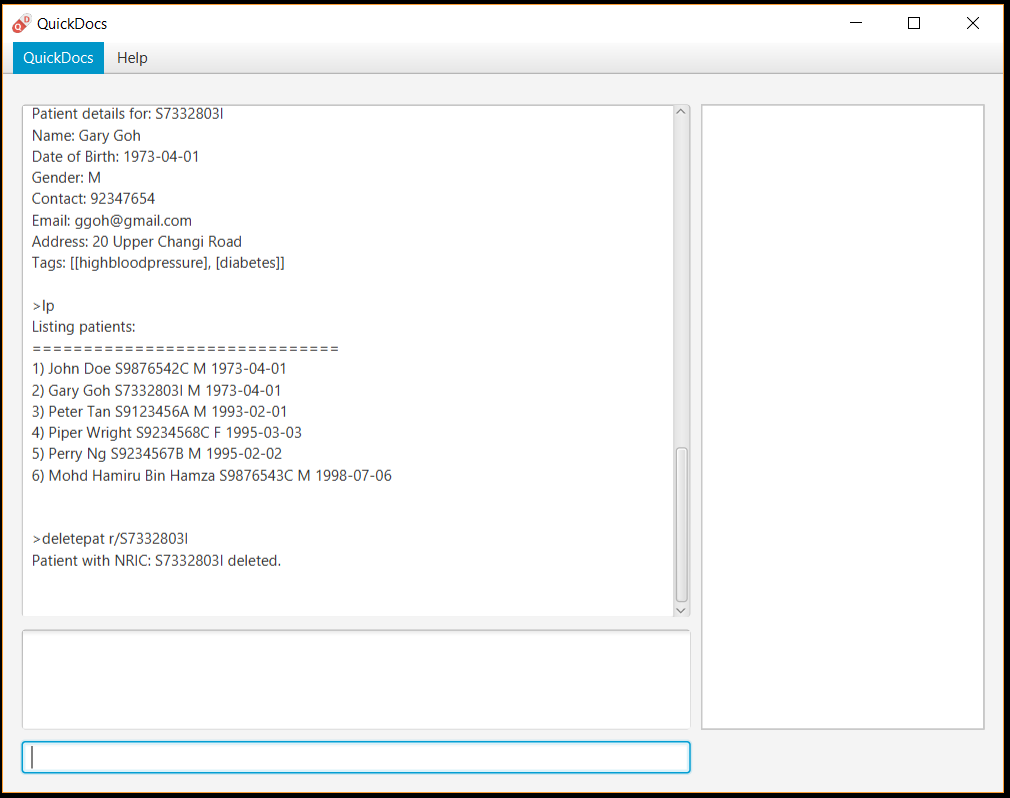 QuickDocs
QuickDocs Help
Patient details for: S7332803I
Name: Gary Goh
Date of Birth: 1973-04-01
Gender: M
Contact: 92347654
Email: ggoh@gmail.com
Address: 20 Upper Changi Road
Tags: [[highbloodpressure], [diabetes]]
>lp
Listing patients:
==============================
1) John Doe S9876542C M 1973-04-01
2) Gary Goh S7332803I M 1973-04-01
3) Peter Tan S9123456A M 1993-02-01
4) Piper Wright S9234568C F 1995-03-03
5) Perry Ng S9234567B M 1995-02-02
6) Mohd Hamiru Bin Hamza S9876543C M 1998-07-06
>deletepat r/S7332803I
Patient with NRIC: S7332803I deleted.